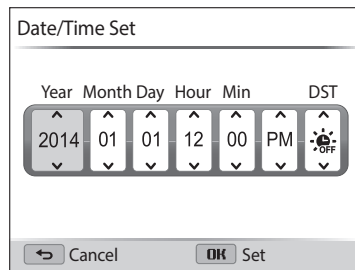 Date/Time Set
Year Month Day Hour Min DST
2014 01 01 12 00 PM OFF
Cancel OK Set